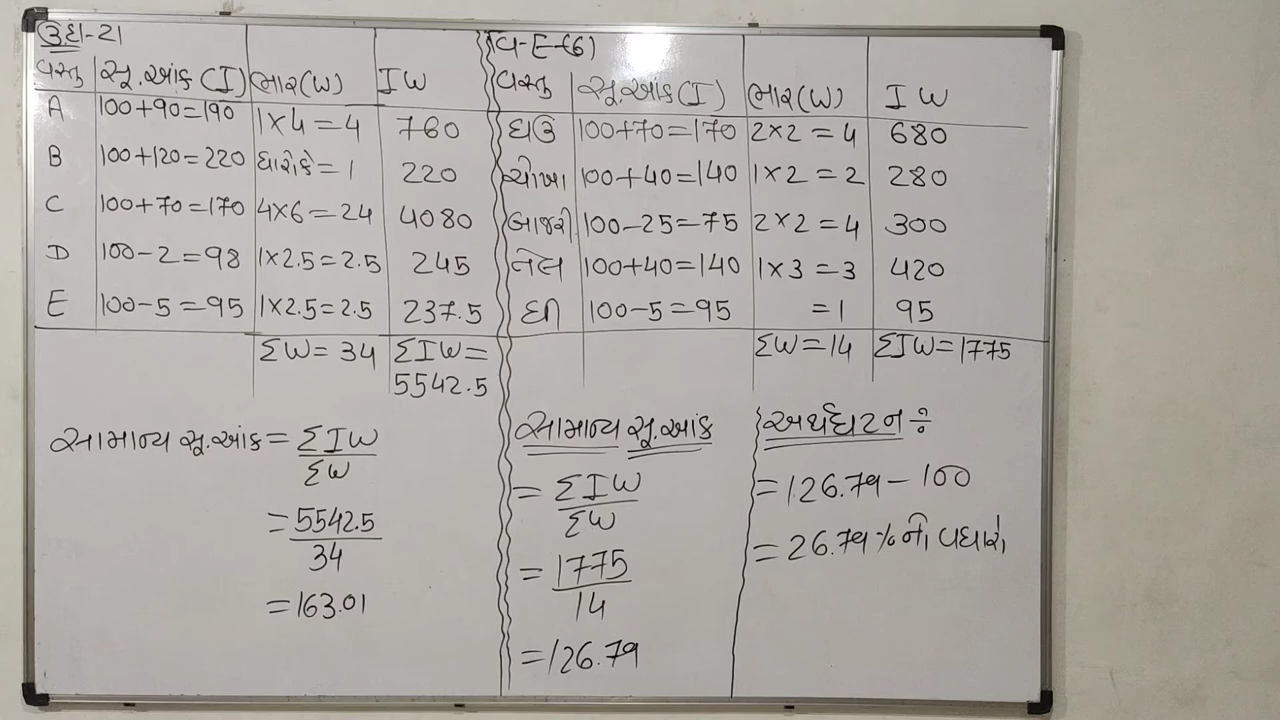 ઉદા-21
વસ્તુ સૂ.આંક (I) ભાર(W) IW
A 100+90=190 1×4=4 760
B 100+120=220 ધારોકે=1 220
C 100+70=170 4×6=24 4080
D 100-2=98 1×2.5=2.5 245
E 100-5=95 1×2.5=2.5 237.5
ΣW=34 ΣIW=
5542.5
સામાન્ય સૂ.આંક = ΣIW
ΣW
= 5542.5
34
=163.01
વિ-E-(6)
વસ્તુ સૂ.આંક(I) ભાર(W) IW
ઘઉં 100+70=170 2×2=4 680
ચોખા 100+40=140 1×2=2 280
બાજરી 100-25=75 2×2=4 300
તેલ 100+40=140 1×3=3 420
ઘી 100-5=95 =1 95
ΣW=14 ΣIW=1775
સામાન્ય સૂ.આંક
= ΣIW
ΣW
= 1775
14
=126.79
અર્થઘટન ÷
=126.79-100
=26.79%નો વધારો